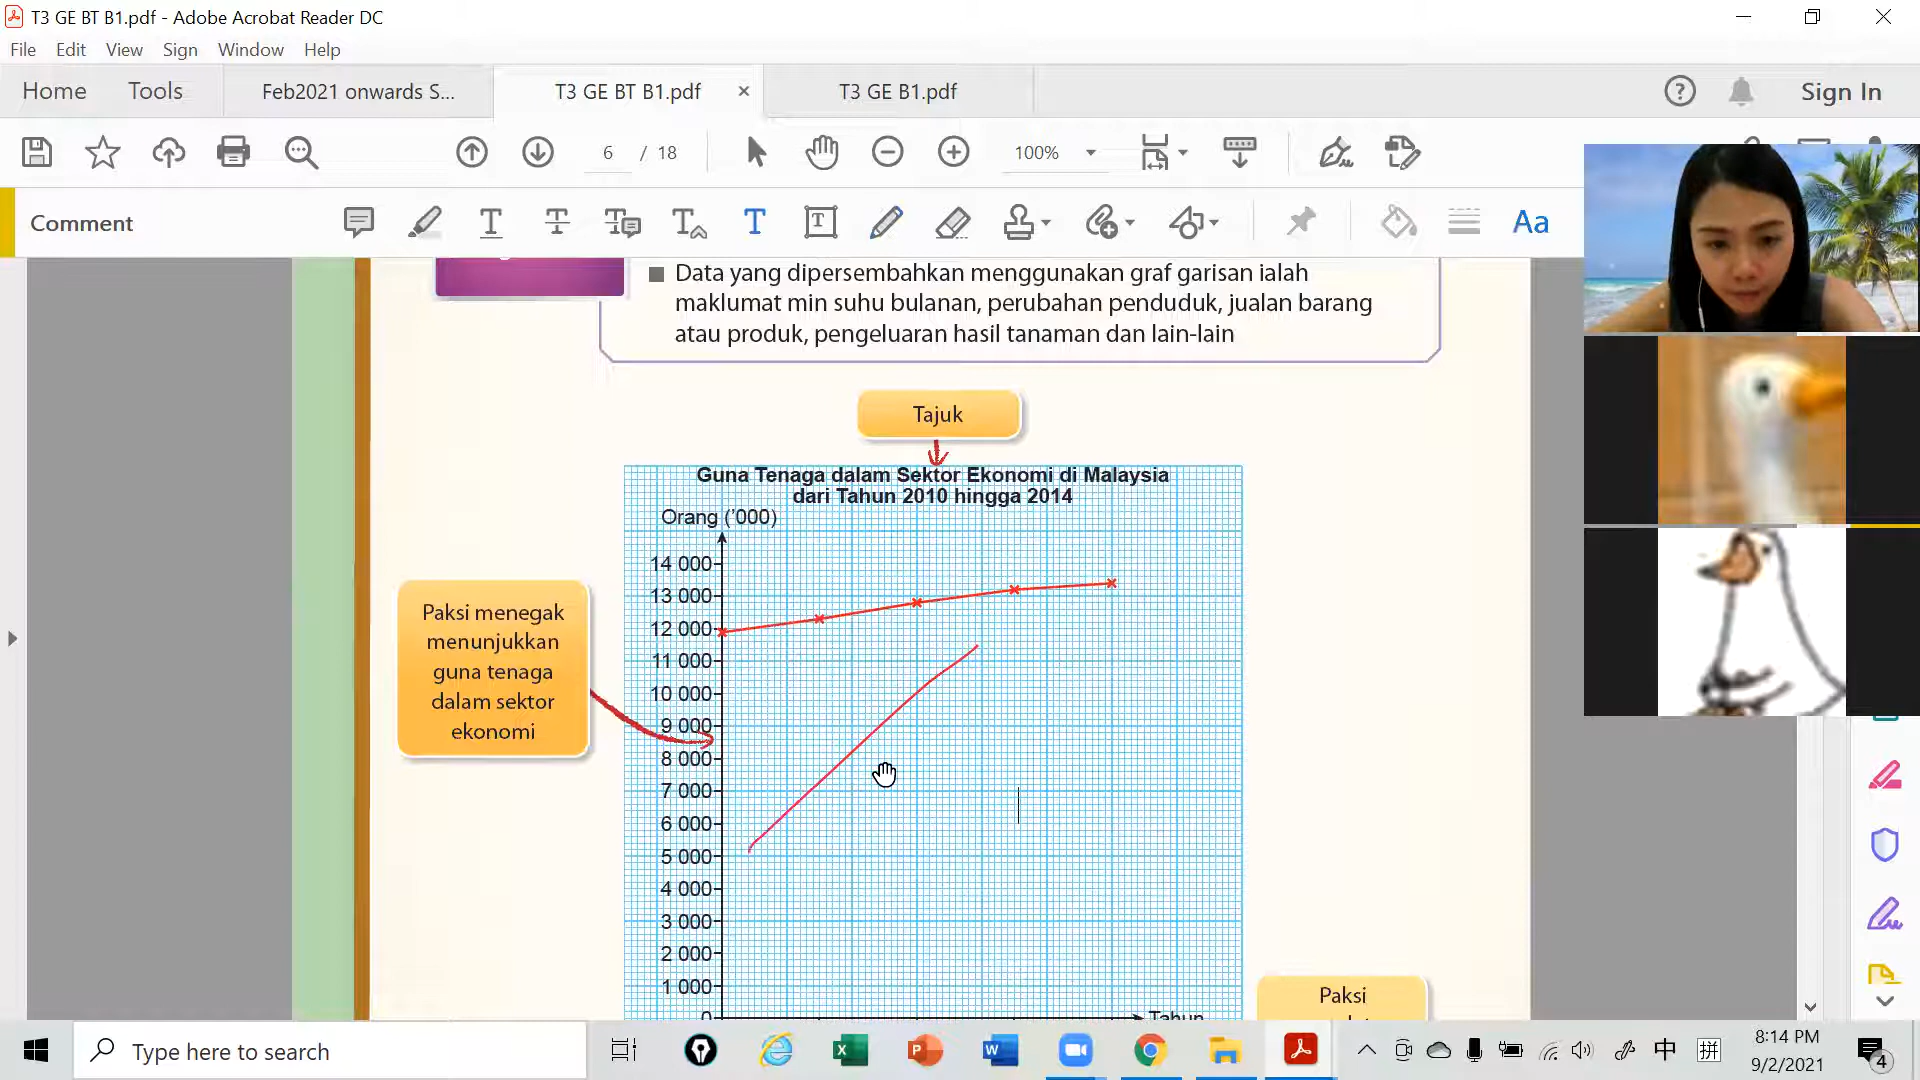 T3 GE BT B1.pdf - Adobe Acrobat Reader DC
File Edit View Sign Window Help
Home Tools Feb2021 onwards S... T3 GE BT B1.pdf T3 GE B1.pdf Sign In
6 / 18 100%
Comment Aa
■ Data yang dipersembahkan menggunakan graf garisan ialah
maklumat min suhu bulanan, perubahan penduduk, jualan barang
atau produk, pengeluaran hasil tanaman dan lain-lain
Tajuk
Guna Tenaga dalam Sektor Ekonomi di Malaysia
dari Tahun 2010 hingga 2014
Orang ('000)
14 000
13 000
12 000
11 000
10 000
9 000
8 000
7 000
6 000
5 000
4 000
3 000
2 000
1 000
0
Tahun
Paksi menegak
menunjukkan
guna tenaga
dalam sektor
ekonomi
Paksi
Type here to search
中 拼
8:14 PM
9/2/2021
4